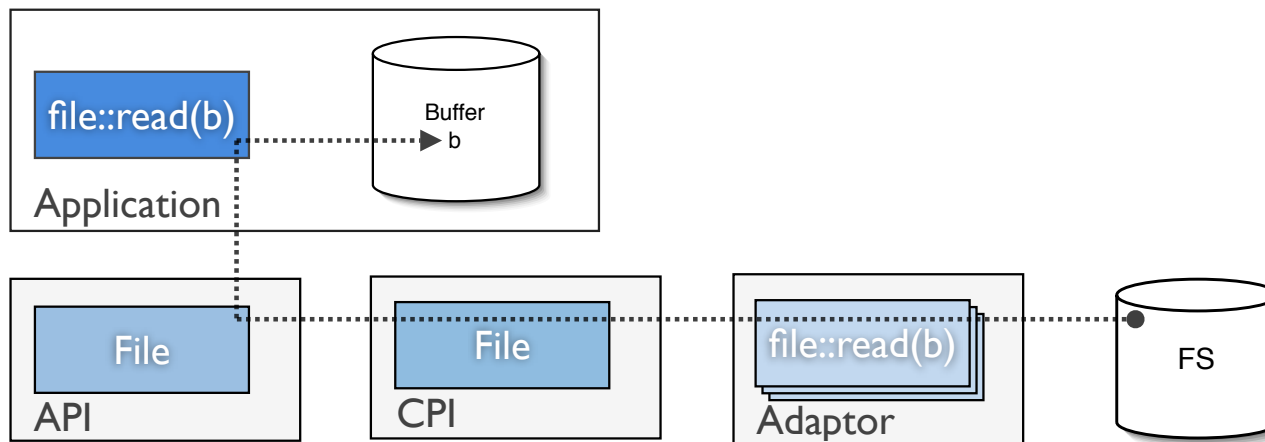 file::read(b)
Buffer
b
Application
File
API
File
CPI
file::read(b)
Adaptor
FS